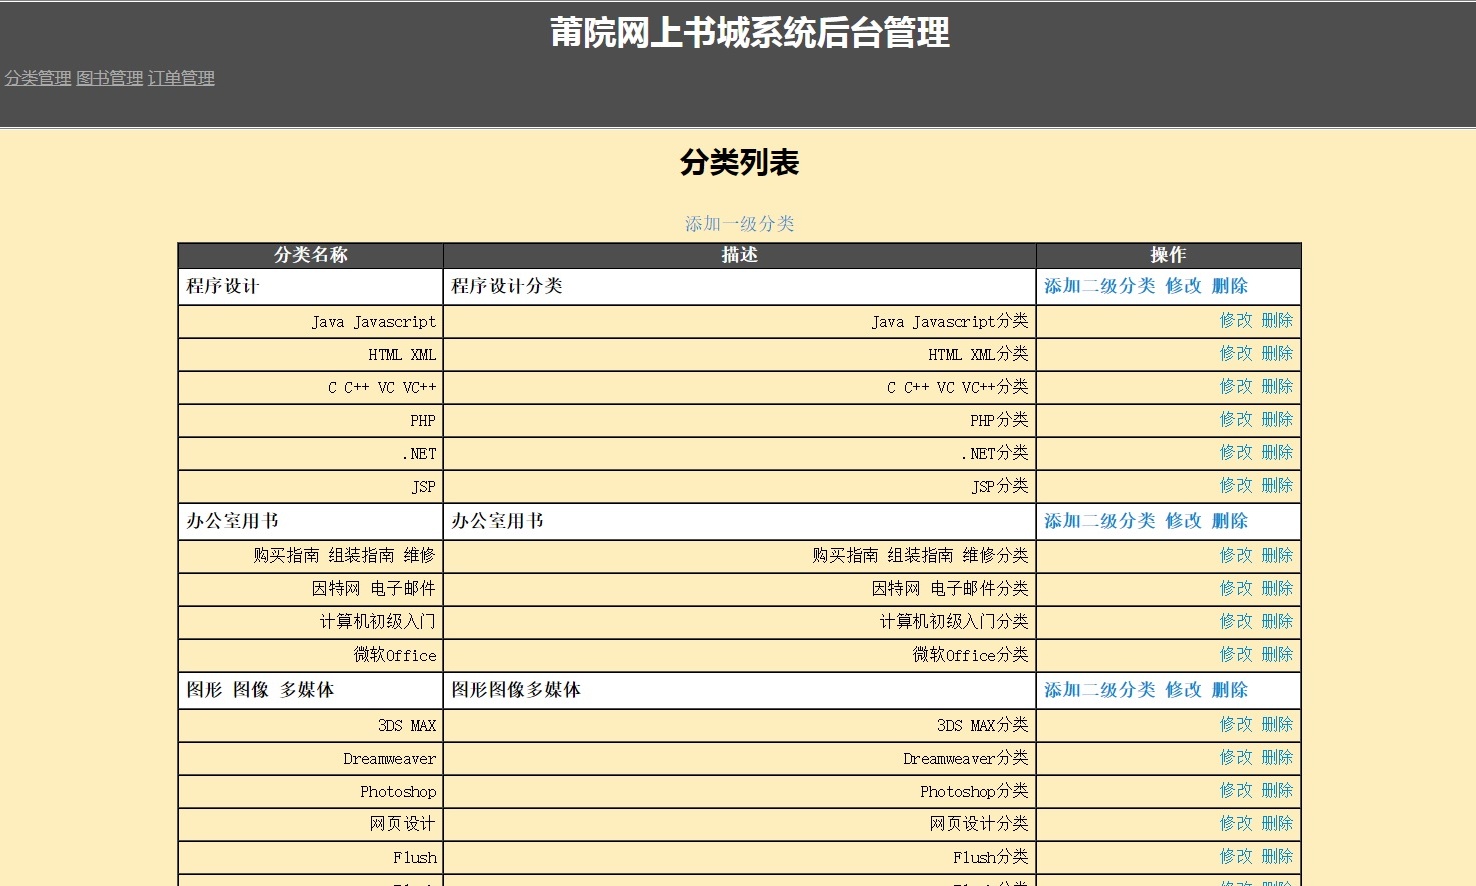 莆院网上书城系统后台管理
分类管理 图书管理 订单管理
分类列表
添加一级分类
分类名称 描述 操作
程序设计 程序设计分类 添加二级分类 修改 删除
Java Javascript Java Javascript分类 修改 删除
HTML XML HTML XML分类 修改 删除
C C++ VC VC++ C C++ VC VC++分类 修改 删除
PHP PHP分类 修改 删除
.NET .NET分类 修改 删除
JSP JSP分类 修改 删除
办公室用书 办公室用书 添加二级分类 修改 删除
购买指南 组装指南 维修 购买指南 组装指南 维修分类 修改 删除
因特网 电子邮件 因特网 电子邮件分类 修改 删除
计算机初级入门 计算机初级入门分类 修改 删除
微软Office 微软Office分类 修改 删除
图形 图像 多媒体 图形图像多媒体 添加二级分类 修改 删除
3DS MAX 3DS MAX分类 修改 删除
Dreamweaver Dreamweaver分类 修改 删除
Photoshop Photoshop分类 修改 删除
网页设计 网页设计分类 修改 删除
Flush Flush分类 修改 删除